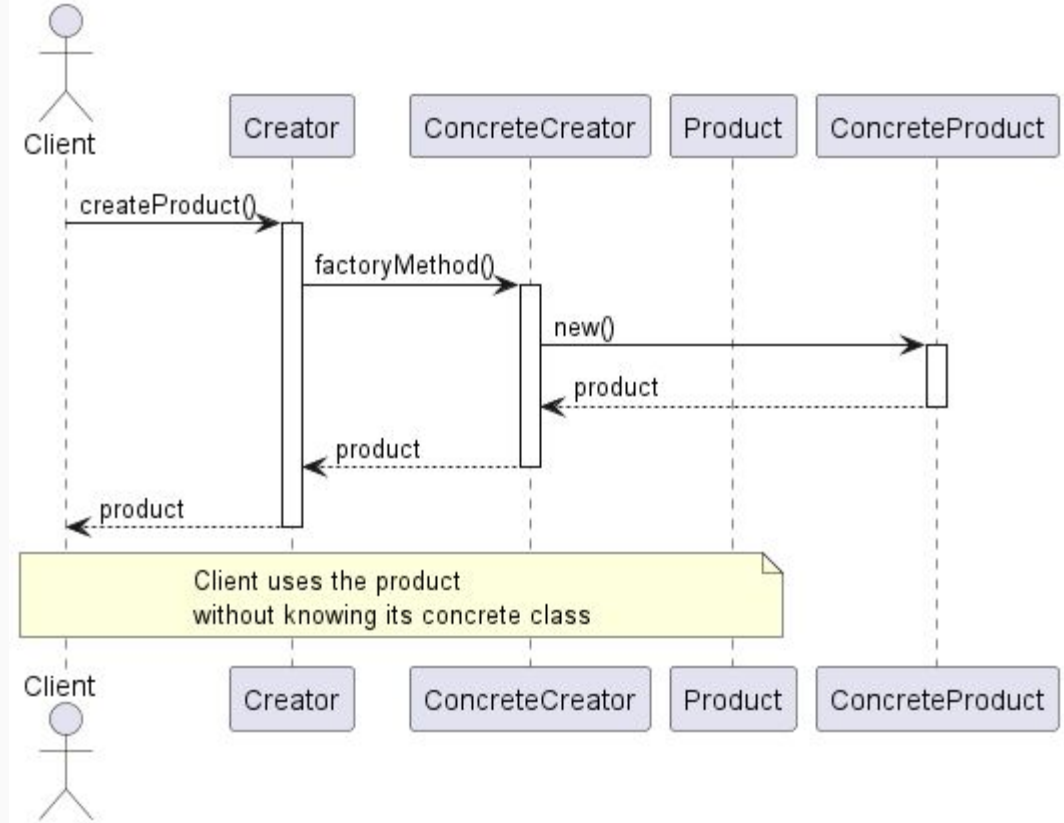 Client
Creator
ConcreteCreator
Product
ConcreteProduct
createProduct()
factoryMethod()
new()
product
product
product
Client uses the product
without knowing its concrete class
Client
Creator
ConcreteCreator
Product
ConcreteProduct